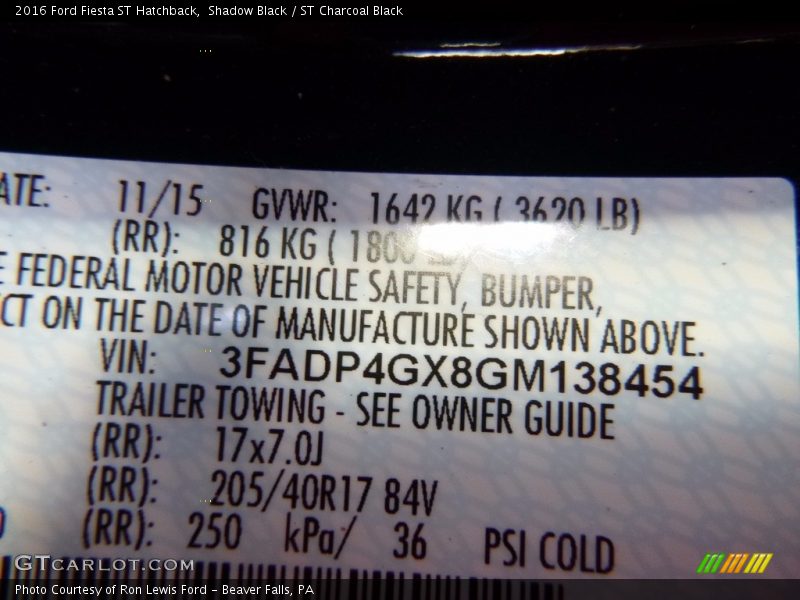 2016 Ford Fiesta ST Hatchback,  Shadow Black / ST Charcoal Black
ATE: 11/15 GVWR: 1642 KG ( 3620 LB)
(RR): 816 KG ( 1800
FEDERAL MOTOR VEHICLE SAFETY, BUMPER,
CT ON THE DATE OF MANUFACTURE SHOWN ABOVE.
VIN: 3FADP4GX8GM138454
TRAILER TOWING - SEE OWNER GUIDE
(RR): 17x7.0J
(RR): 205/40R17 84V
(RR): 250 kPa/ 36 PSI COLD
GTCARLOT.COM
Photo Courtesy of Ron Lewis Ford - Beaver Falls, PA